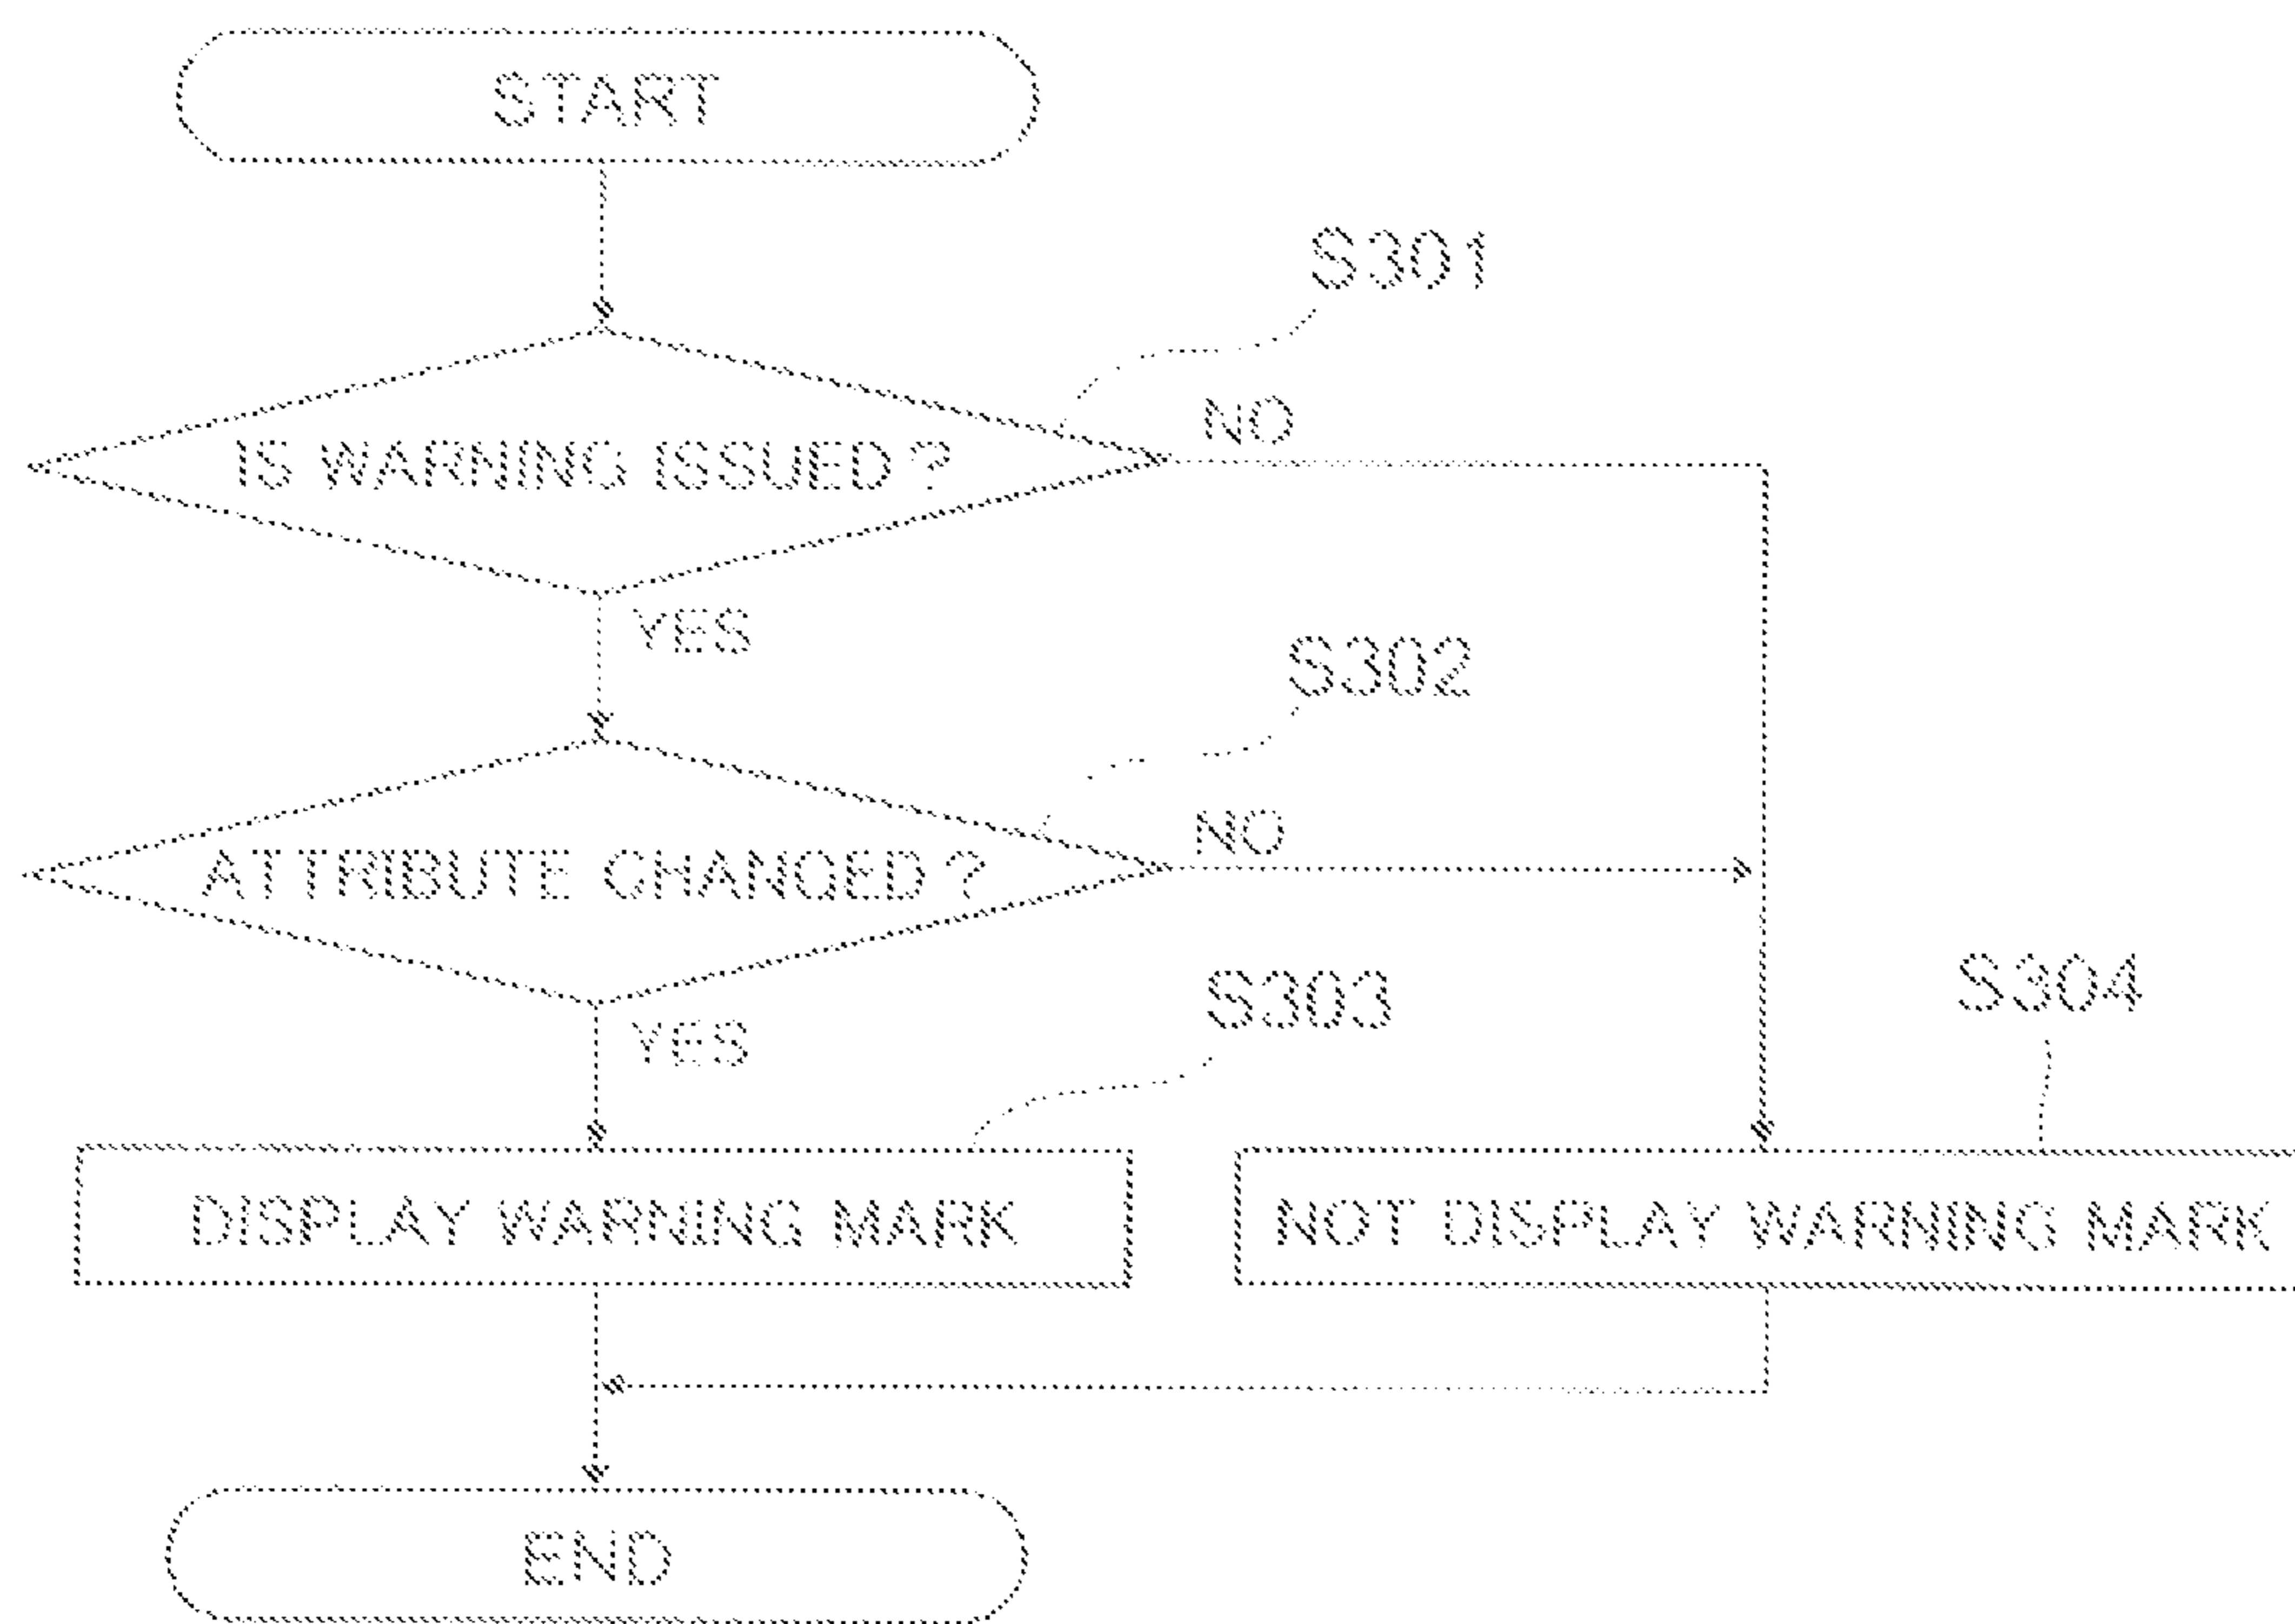 START
S301
NO
IS WARNING ISSUED ?
YES
S302
NO
ATTRIBUTE CHANGED ?
YES
S303
S304
DISPLAY WARNING MARK
NOT DISPLAY WARNING MARK
END